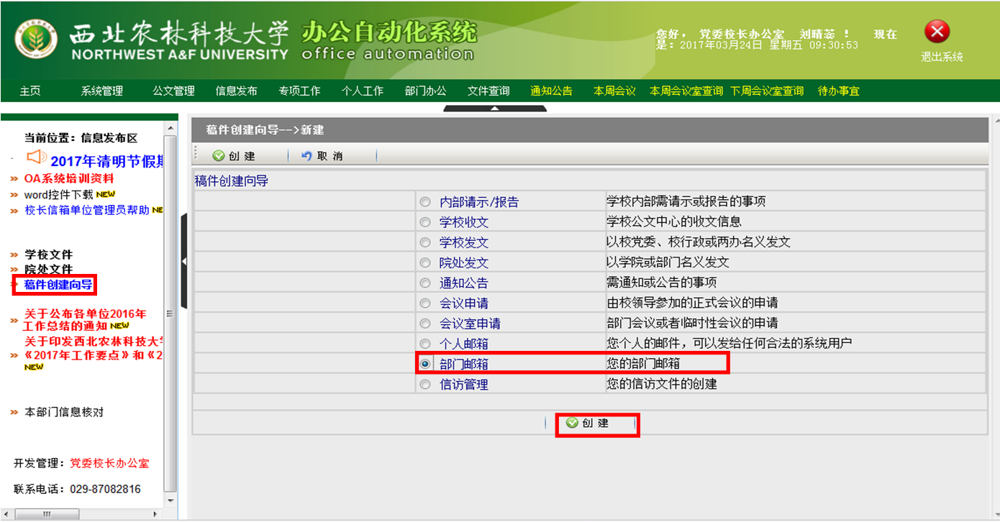 西北农林科技大学 办公自动化系统
NORTHWEST A&F UNIVERSITY office automation
您好， 党委校长办公室 刘晴蕊 ! 现在
是：2017年03月24日 星期五 09:30:53
退出系统
主页 系统管理 公文管理 信息发布 专项工作 个人工作 部门办公 文件查询 通知公告 本周会议 本周会议室查询 下周会议室查询 待办事宜
当前位置：信息发布区
2017年清明节假期
OA系统培训资料
word控件下载 NEW
校长信箱单位管理员帮助 NE
学校文件
院处文件
稿件创建向导
关于公布各单位2016年
工作总结的通知 NEW
关于印发西北农林科技大学
《2017年工作要点》和《2
NEW
本部门信息核对
开发管理：党委校长办公室
联系电话：029-87082816
稿件创建向导-->新建
创 建 取 消
稿件创建向导
内部请示/报告 学校内部需请示或报告的事项
学校收文 学校公文中心的收文信息
学校发文 以校党委、校行政或两办名义发文
院处发文 以学院或部门名义发文
通知公告 需通知或公告的事项
会议申请 由校领导参加的正式会议的申请
会议室申请 部门会议或者临时性会议的申请
个人邮箱 您个人的邮件，可以发给任何合法的系统用户
部门邮箱 您的部门邮箱
信访管理 您的信访文件的创建
创 建